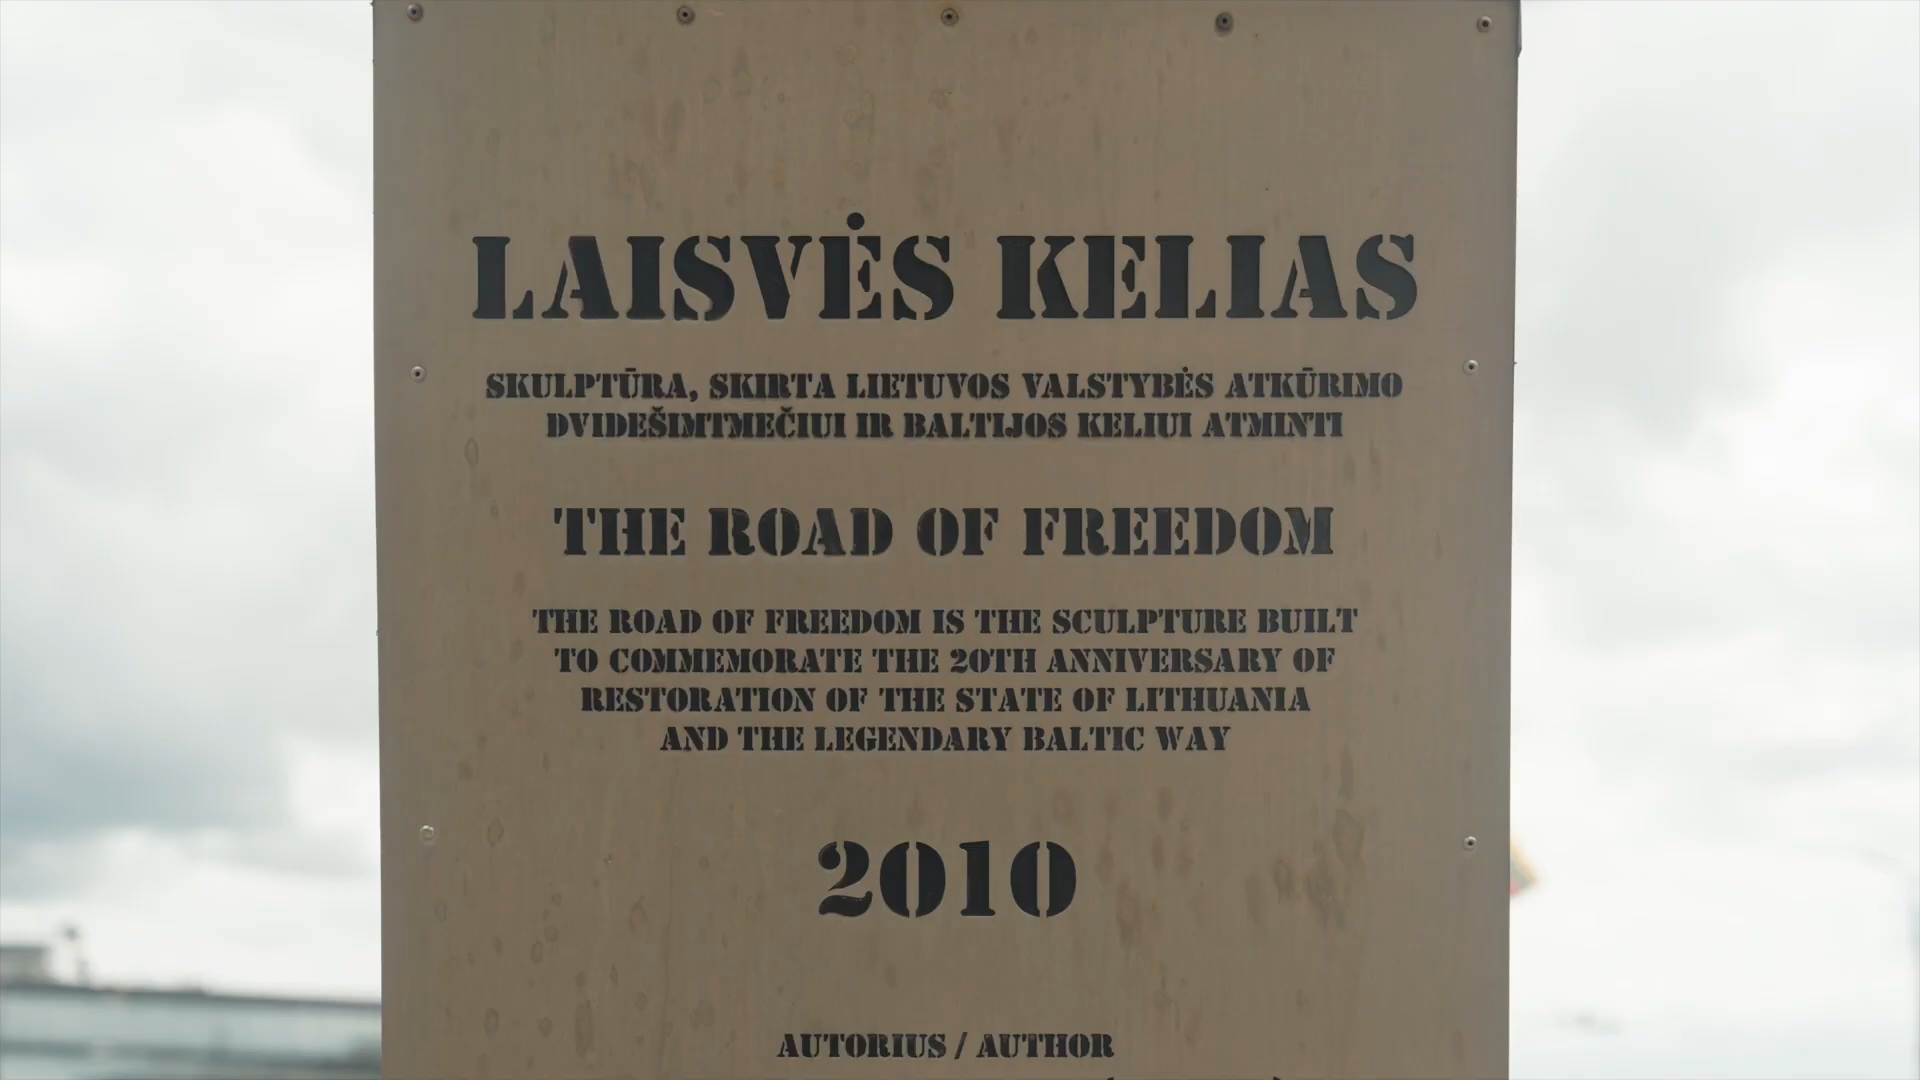 LAISVĖS KELIAS
SKULPTŪRA, SKIRTA LIETUVOS VALSTYBĖS ATKŪRIMO
DVIDEŠIMTMEČIUI IR BALTIJOS KELIUI ATMINTI
THE ROAD OF FREEDOM
THE ROAD OF FREEDOM IS THE SCULPTURE BUILT
TO COMMEMORATE THE 20TH ANNIVERSARY OF
RESTORATION OF THE STATE OF LITHUANIA
AND THE LEGENDARY BALTIC WAY
2010
AUTORIUS / AUTHOR